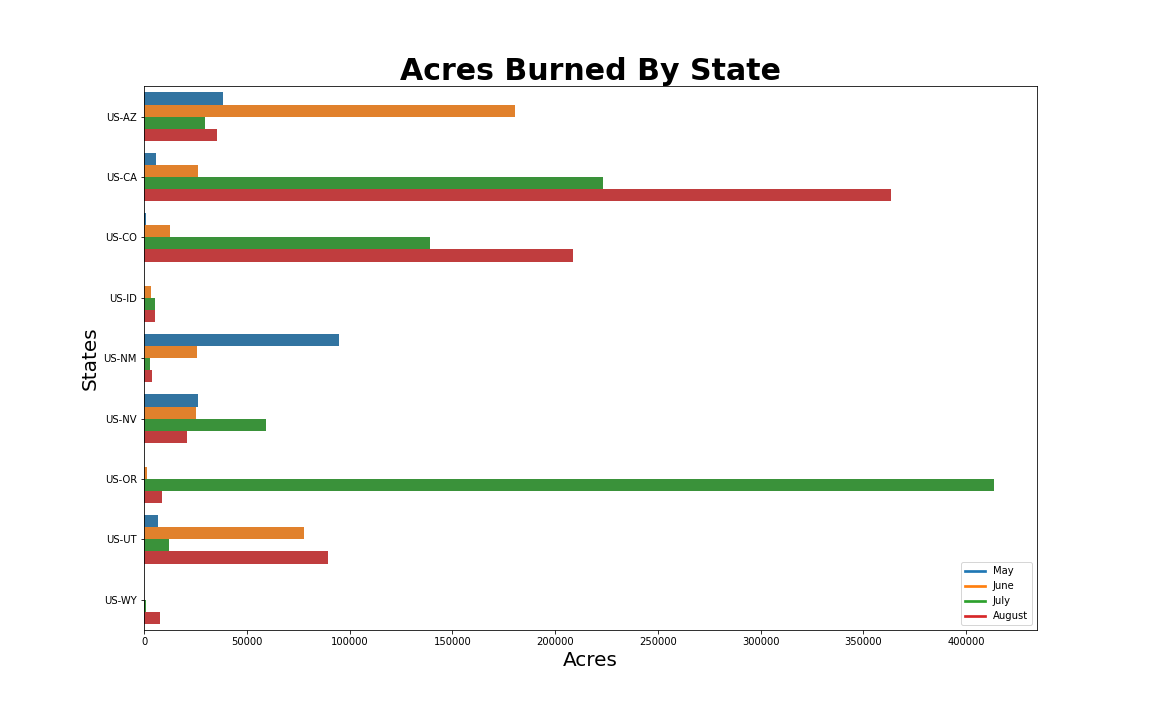 Acres Burned By State
States
US-AZ
US-CA
US-CO
US-ID
US-NM
US-NV
US-OR
US-UT
US-WY
May
June
July
August
0 50000 100000 150000 200000 250000 300000 350000 400000
Acres